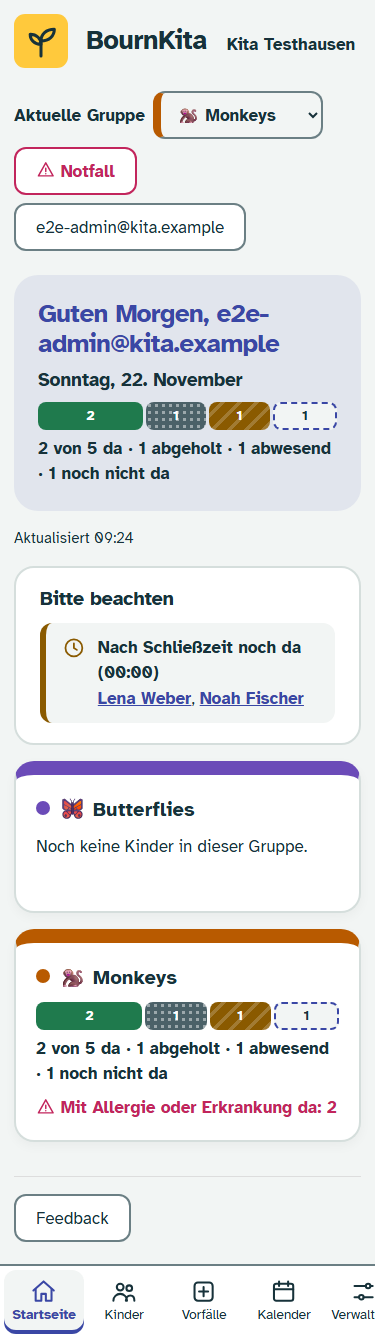 BournKita
Kita Testhausen
Aktuelle Gruppe
Monkeys
Notfall
e2e-admin@kita.example
Guten Morgen, e2e-
admin@kita.example
Sonntag, 22. November
2 1 1 1
2 von 5 da · 1 abgeholt · 1 abwesend
· 1 noch nicht da
Aktualisiert 09:24
Bitte beachten
Nach Schließzeit noch da
(00:00)
Lena Weber, Noah Fischer
Butterflies
Noch keine Kinder in dieser Gruppe.
Monkeys
2 1 1 1
2 von 5 da · 1 abgeholt · 1 abwesend
· 1 noch nicht da
Mit Allergie oder Erkrankung da: 2
Feedback
Startseite Kinder Vorfälle Kalender Verwalt